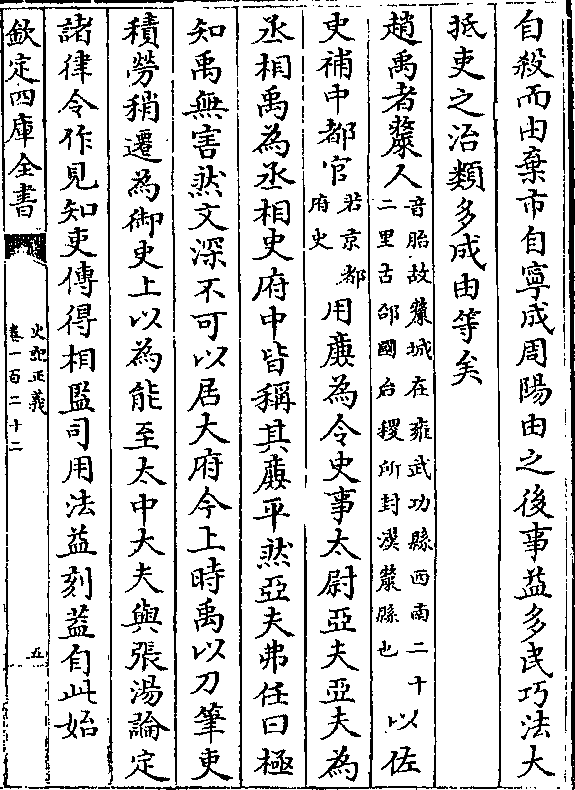 自殺而由棄市自寧成周陽由之後事益多民巧法大
抵吏之治類多成由等矣
趙禹者斄人音胎故斄城在雍武功縣西南二十二里古邰國后稷所封漢斄縣也以佐
史補中都官若京都府史用廉為令史事太尉亞夫亞夫為
丞相禹為丞相史府中皆稱其廉平然亞夫弗任曰極
知禹無害然文深不可以居大府今上時禹以刀筆吏
積勞稍遷為御史上以為能至太中大夫與張湯論定
諸律令作見知吏傳得相監司用法益刻蓋自此始
欽定四庫全書
史記正義
卷一百二十二
五